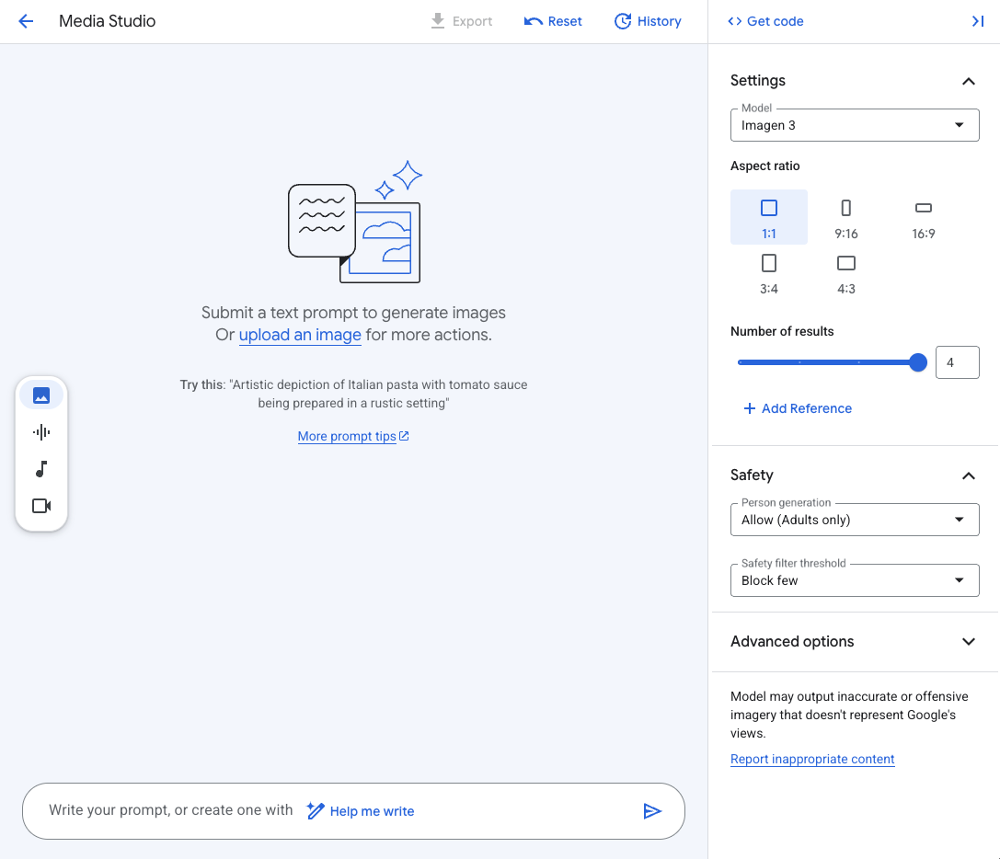 Media Studio
Export
Reset
History
Get code
Submit a text prompt to generate images
Or upload an image for more actions.
Try this: "Artistic depiction of Italian pasta with tomato sauce
being prepared in a rustic setting"
More prompt tips
Write your prompt, or create one with Help me write
Settings
Model
Imagen 3
Aspect ratio
1:1
9:16
16:9
3:4
4:3
Number of results
4
Add Reference
Safety
Person generation
Allow (Adults only)
Safety filter threshold
Block few
Advanced options
Model may output inaccurate or offensive
imagery that doesn't represent Google's
views.
Report inappropriate content